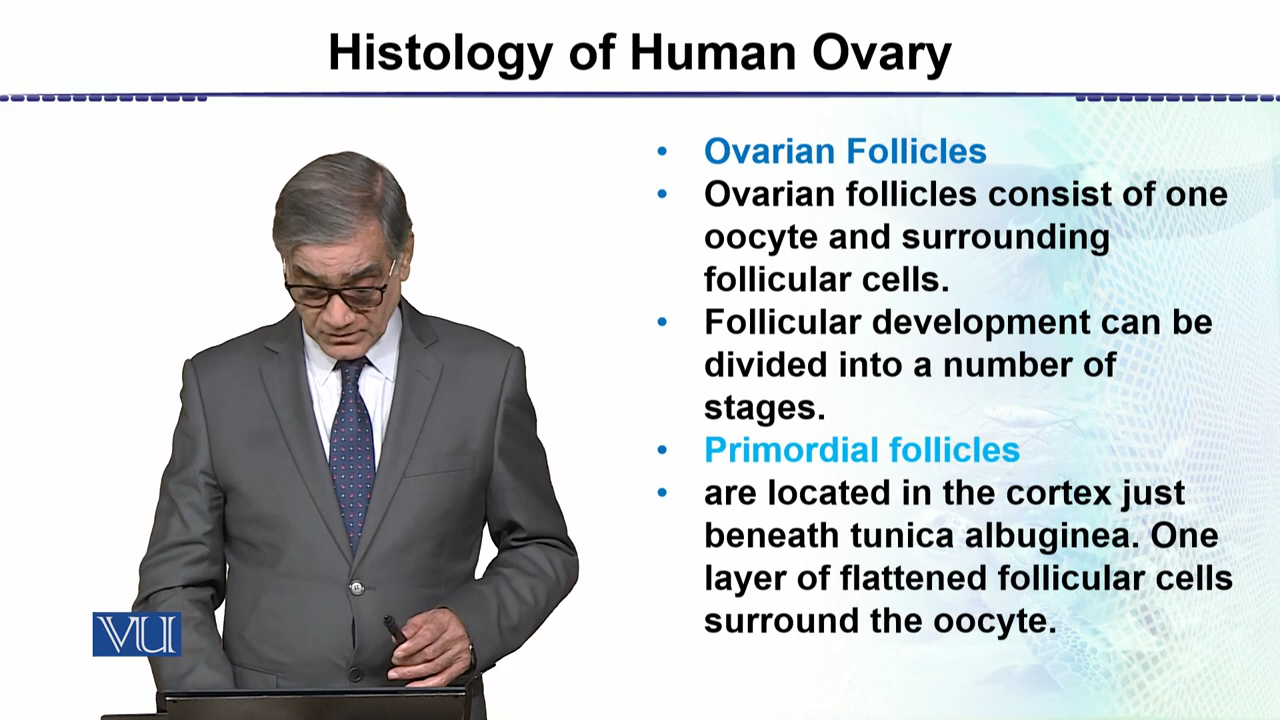 Histology of Human Ovary
• Ovarian Follicles
• Ovarian follicles consist of one
oocyte and surrounding
follicular cells.
• Follicular development can be
divided into a number of
stages.
• Primordial follicles
• are located in the cortex just
beneath tunica albuginea. One
layer of flattened follicular cells
surround the oocyte.
VU